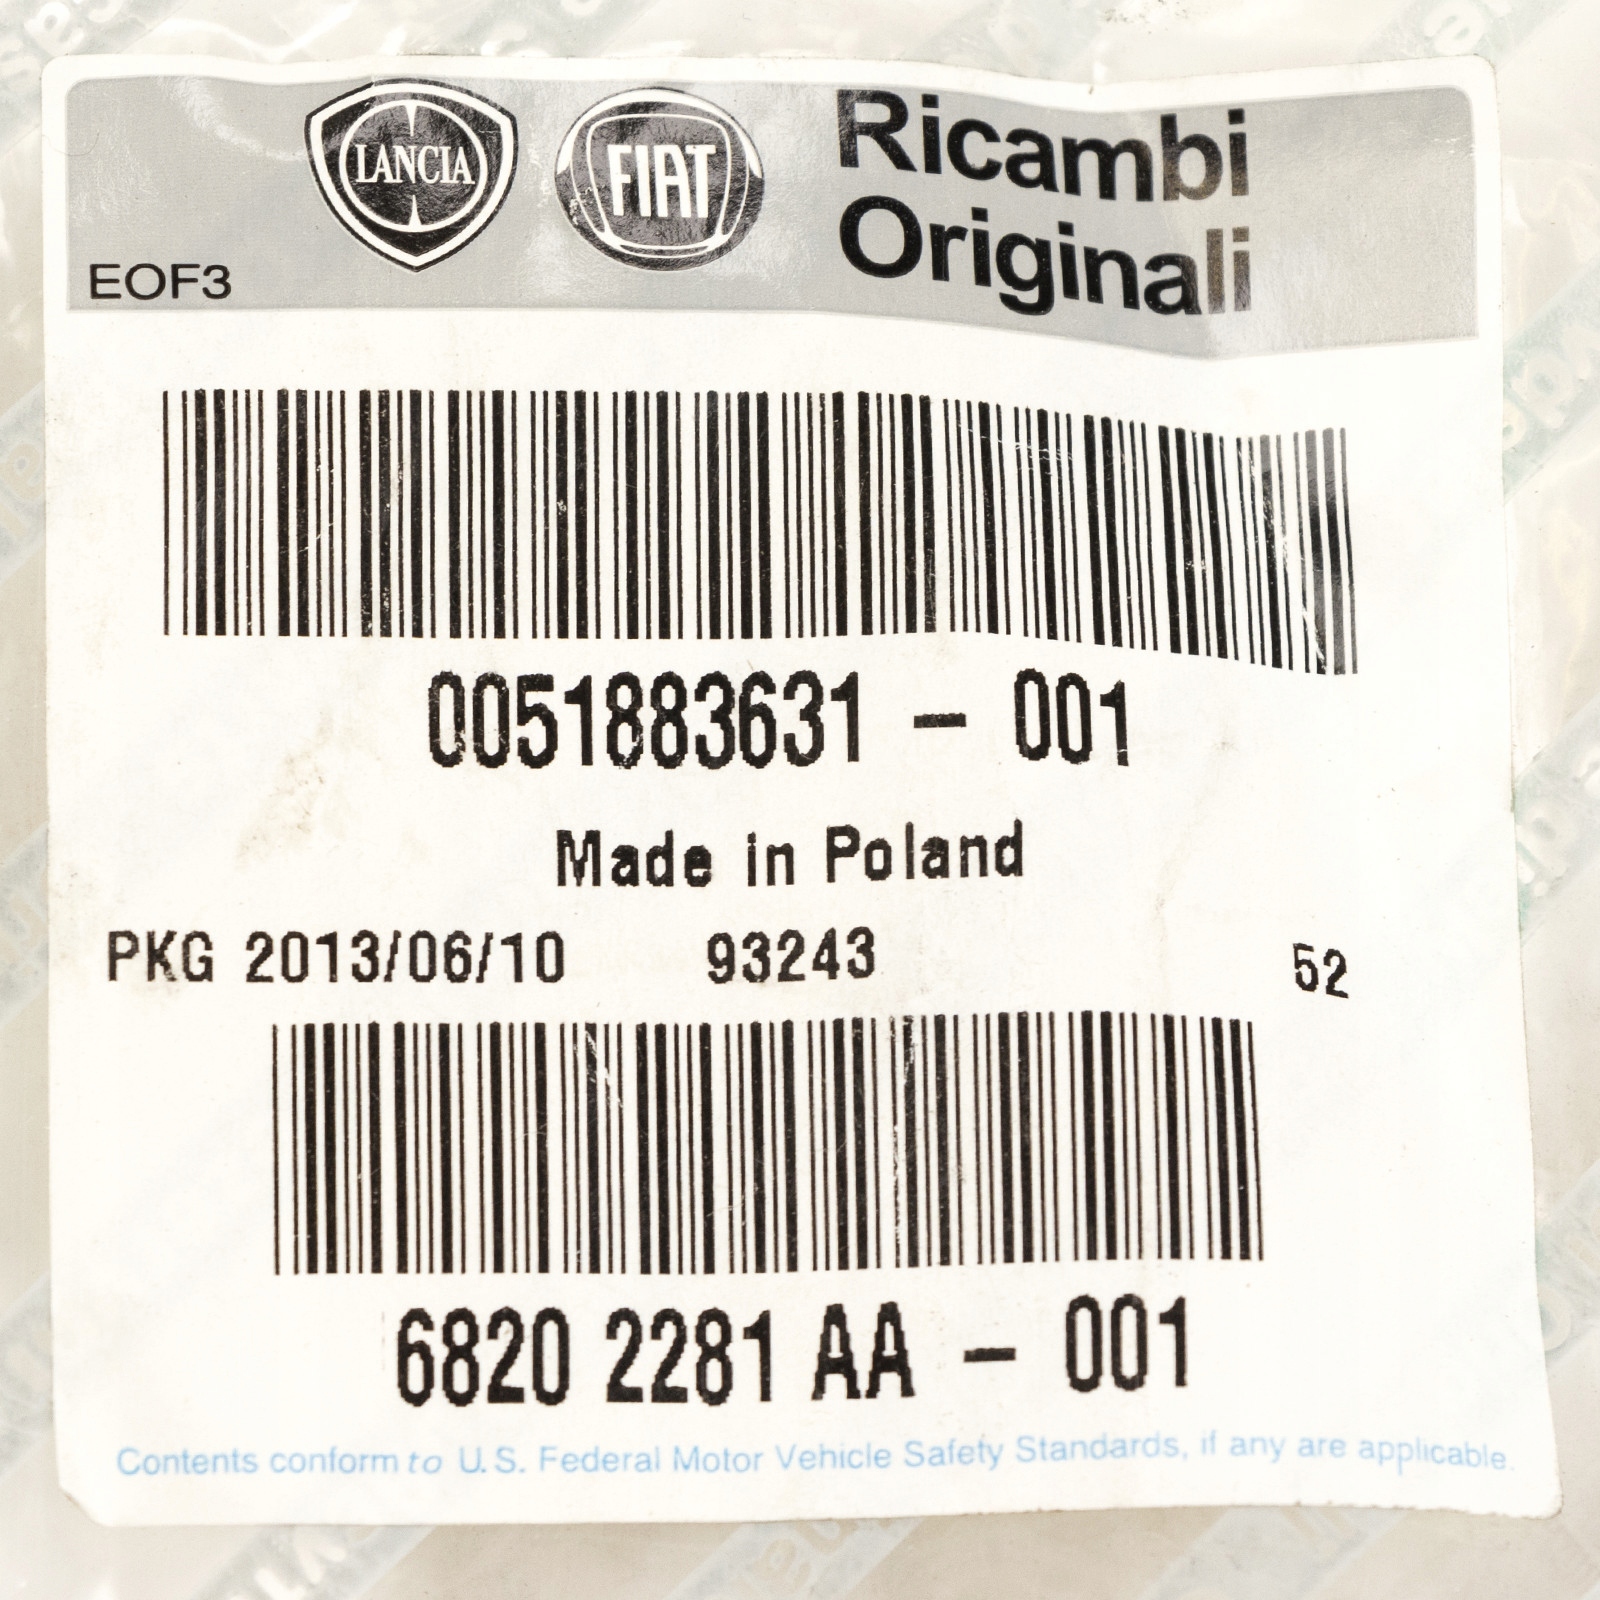 LANCIA
FIAT
Ricambi
Originali
EOF3
0051883631 - 001
Made in Poland
PKG 2013/06/10 93243 52
6820 2281 AA - 001
Contents conform to U.S. Federal Motor Vehicle Safety Standards, if any are applicable.